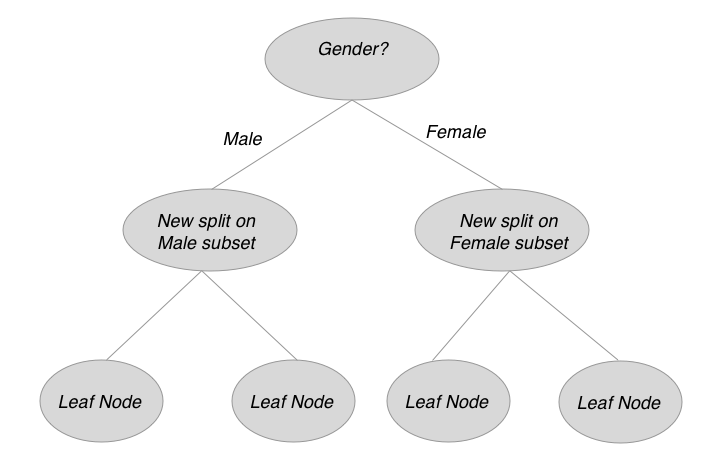 Gender?
Male
Female
New split on
Male subset
New split on
Female subset
Leaf Node
Leaf Node
Leaf Node
Leaf Node